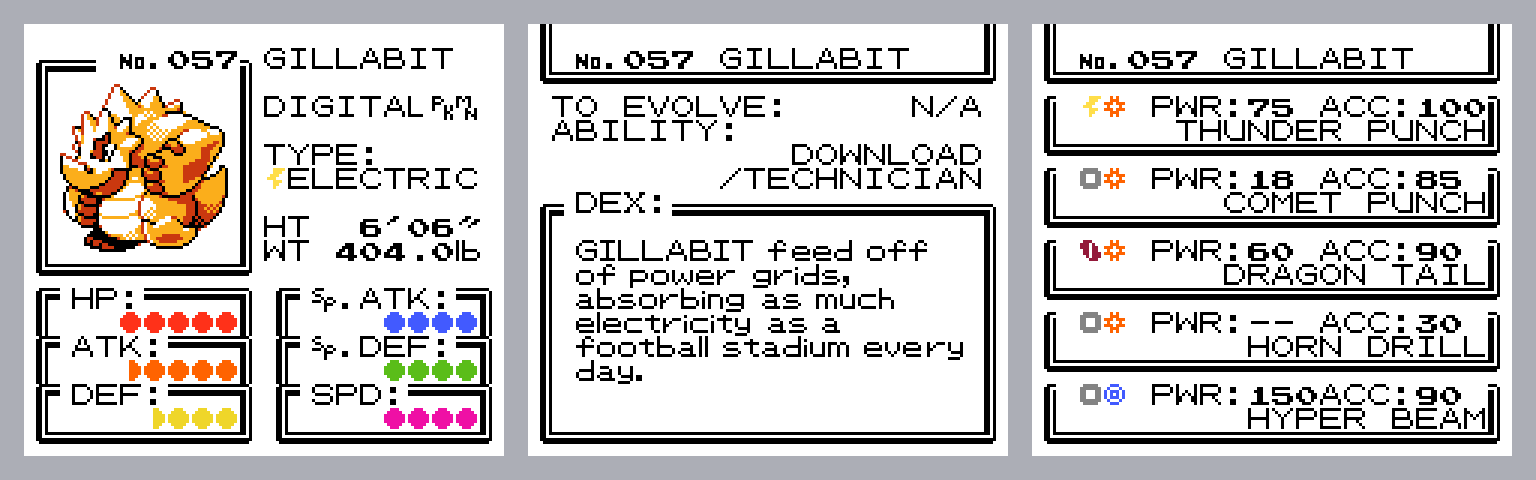 No. 057 GILLABIT
DIGITAL PKMN
TYPE:
ELECTRIC
HT 6'06"
WT 404.0lb
HP:
ATK:
DEF:
Sp. ATK:
Sp. DEF:
SPD:
No. 057 GILLABIT
TO EVOLVE: N/A
ABILITY:
DOWNLOAD
/TECHNICIAN
DEX:
GILLABIT feed off
of power grids,
absorbing as much
electricity as a
football stadium every
day.
No. 057 GILLABIT
PWR:75 ACC:100
THUNDER PUNCH
PWR:18 ACC:85
COMET PUNCH
PWR:60 ACC:90
DRAGON TAIL
PWR:-- ACC:30
HORN DRILL
PWR:150ACC:90
HYPER BEAM